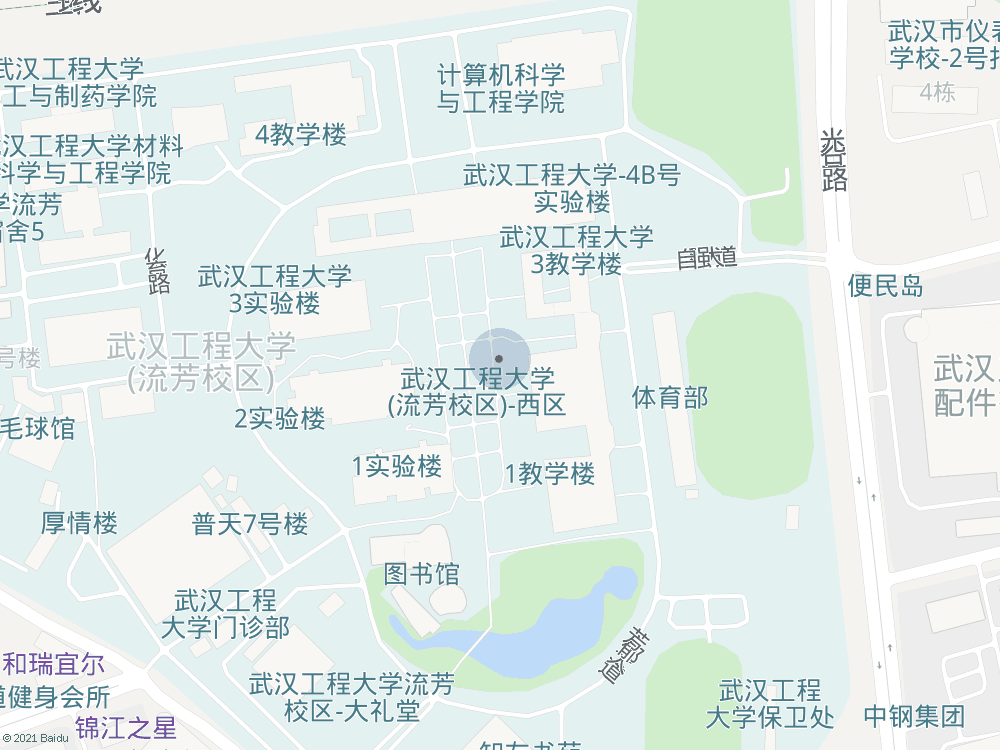 武汉工程大学
工与制药学院
计算机科学
与工程学院
武汉市仪表
学校-2号
4栋
4教学楼
光谷一路
汉工程大学材料
科学与工程学院
武汉工程大学-4B号
实验楼
学流芳
宿舍5
武汉工程大学
3教学楼
自强大道
化育路
武汉工程大学
3实验楼
便民岛
号楼
武汉工程大学
(流芳校区)
武汉
配件
武汉工程大学
(流芳校区)-西区
体育部
2实验楼
毛球馆
1实验楼
1教学楼
厚情楼
普天7号楼
图书馆
武汉工程
大学门诊部
和瑞宜尔
健身会所
锦江之星
武汉工程大学流芳
校区-大礼堂
武汉工程
大学保卫处
中钢集团
© 2021 Baidu